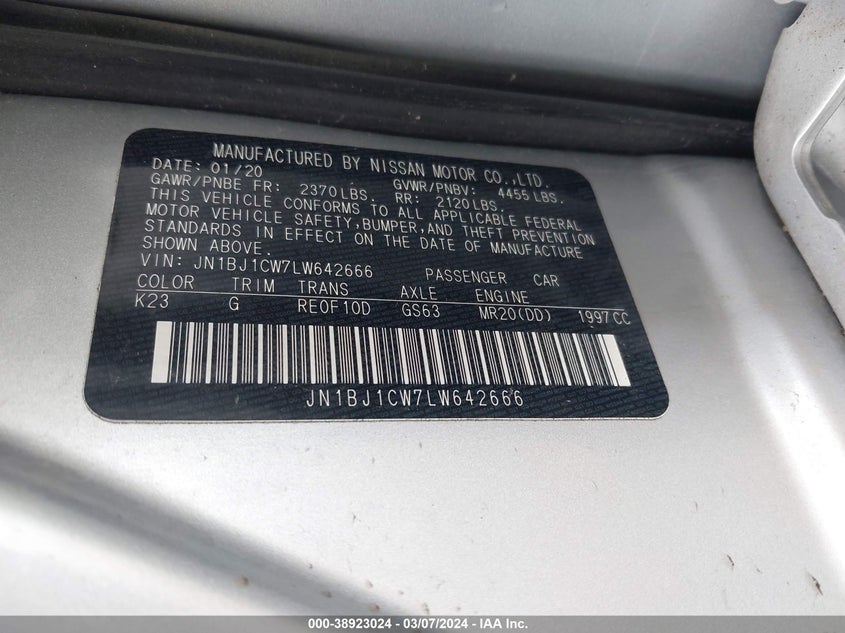 MANUFACTURED BY NISSAN MOTOR CO.,LTD.
DATE: 01/20
GAWR/PNBE FR: 2370LBS. GVWR/PNBV: 4455LBS.
RR: 2120LBS.
THIS VEHICLE CONFORMS TO ALL APPLICABLE FEDERAL
MOTOR VEHICLE SAFETY,BUMPER,AND THEFT PREVENTION
STANDARDS IN EFFECT ON THE DATE OF MANUFACTURE
SHOWN ABOVE.
VIN: JN1BJ1CW7LW642666 PASSENGER CAR
COLOR TRIM TRANS AXLE ENGINE
K23 G RE0F10D GS63 MR20(DD) 1997CC
JN1BJ1CW7LW642666
000-38923024 - 03/07/2024 - IAA Inc.